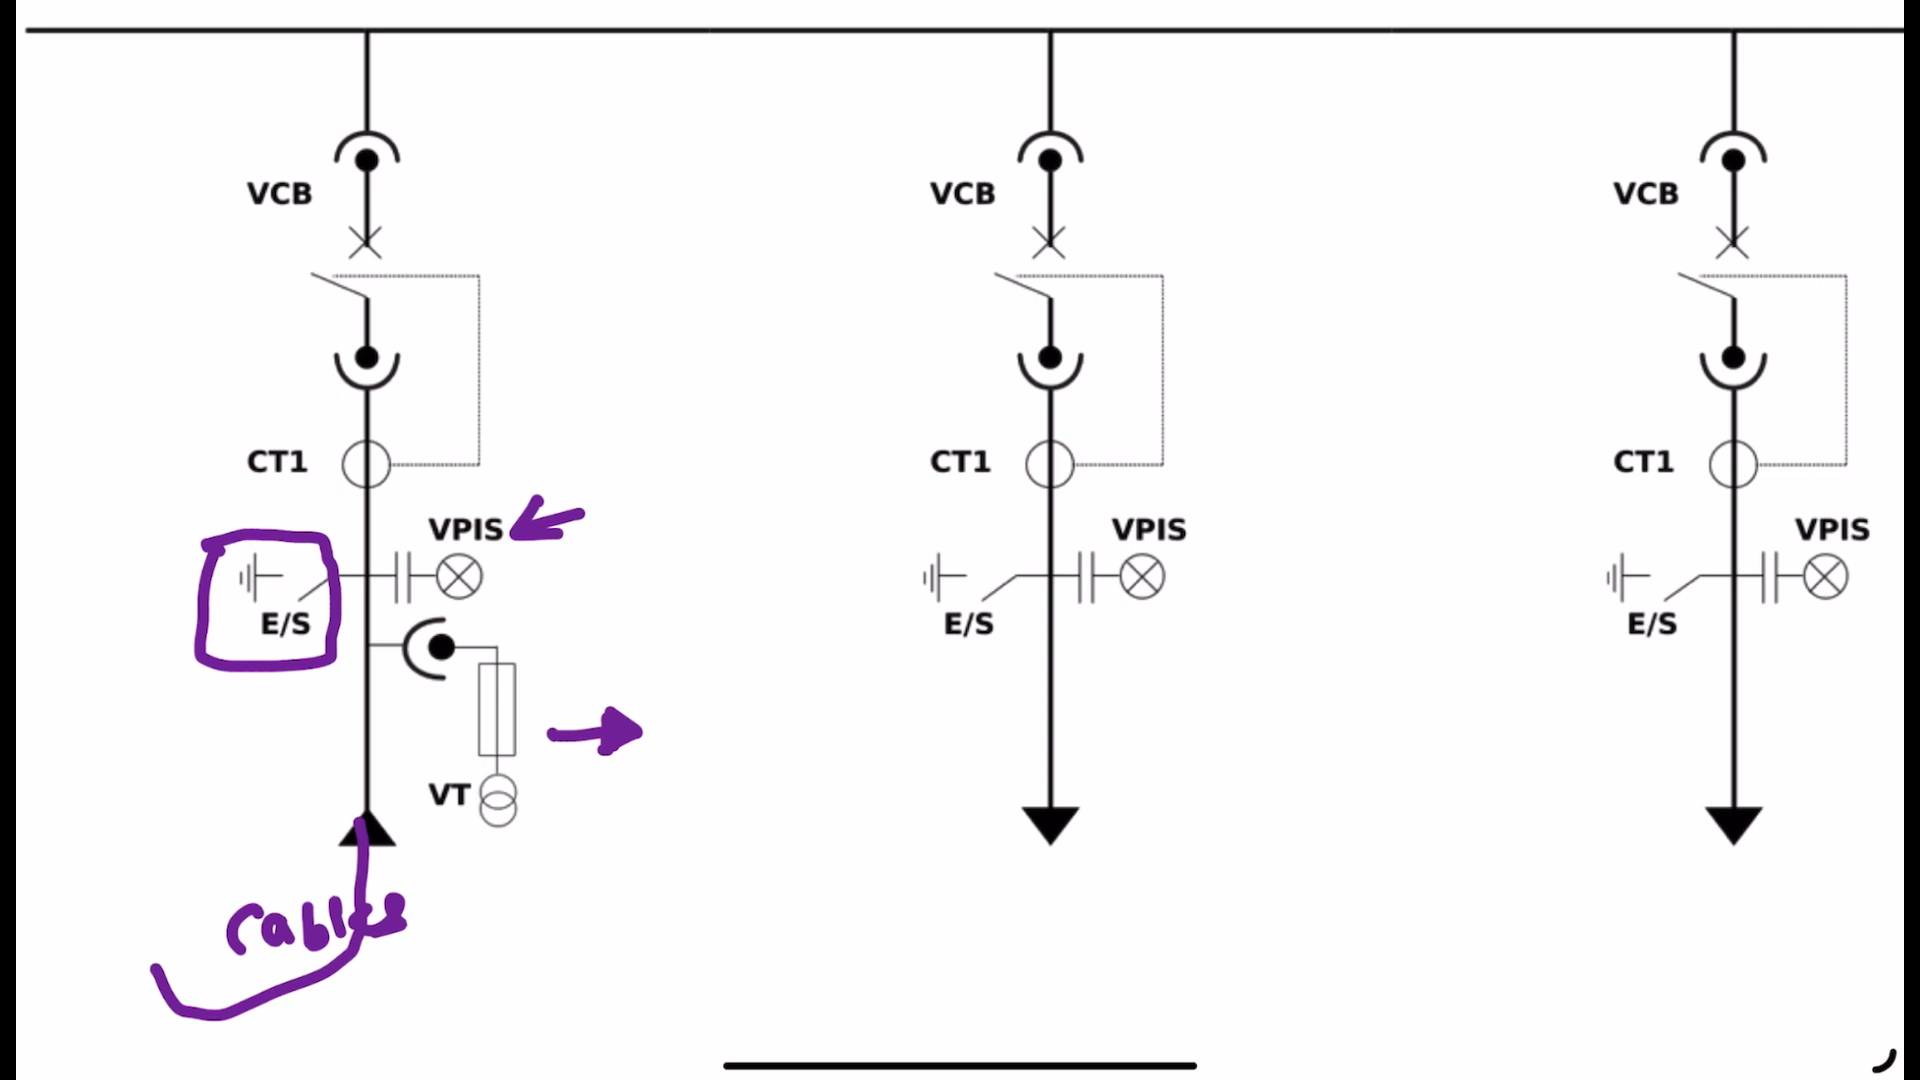 VCB VCB VCB
CT1 CT1 CT1
VPIS VPIS VPIS
E/S E/S E/S
VT
cables